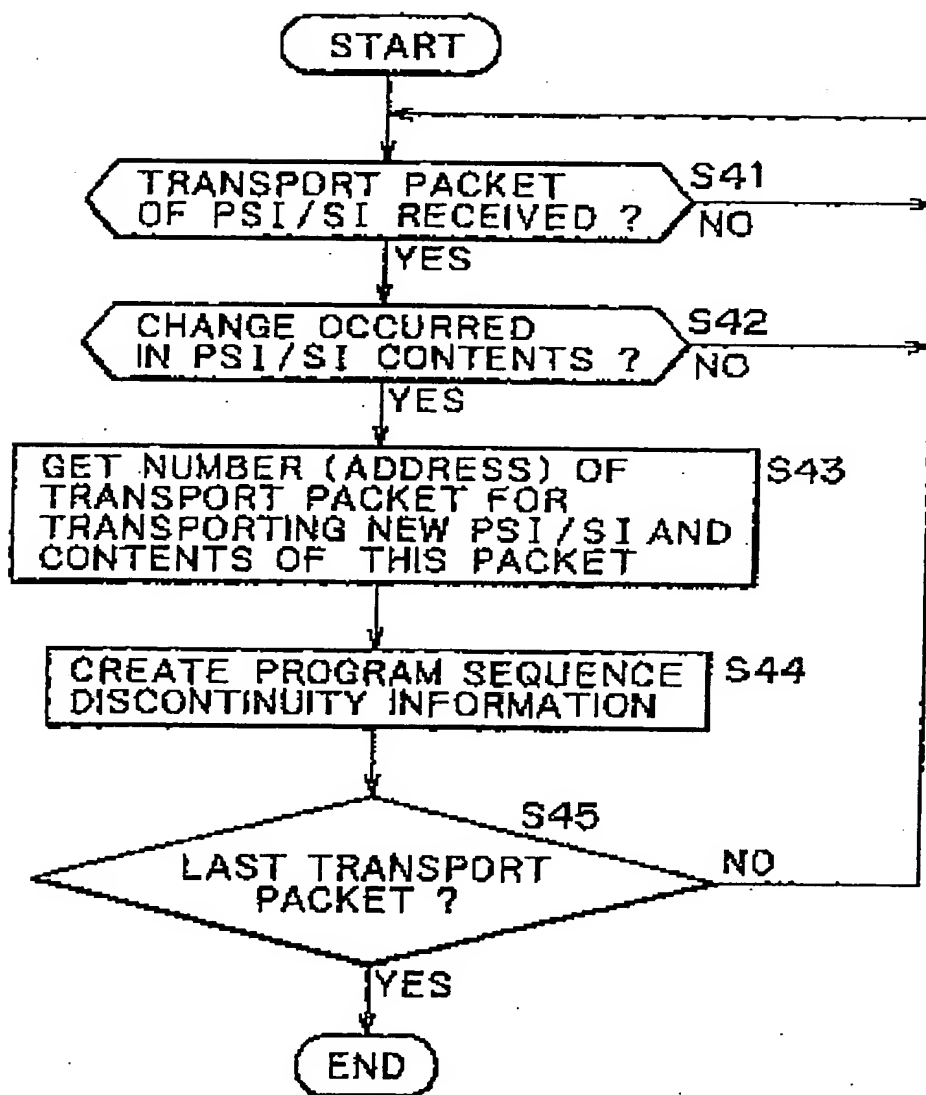 START
TRANSPORT PACKET
OF PSI/SI RECEIVED ?
S41
NO
YES
CHANGE OCCURRED
IN PSI/SI CONTENTS ?
S42
NO
YES
GET NUMBER (ADDRESS) OF
TRANSPORT PACKET FOR
TRANSPORTING NEW PSI/SI AND
CONTENTS OF THIS PACKET
S43
CREATE PROGRAM SEQUENCE
DISCONTINUITY INFORMATION
S44
S45
LAST TRANSPORT
PACKET ?
NO
YES
END